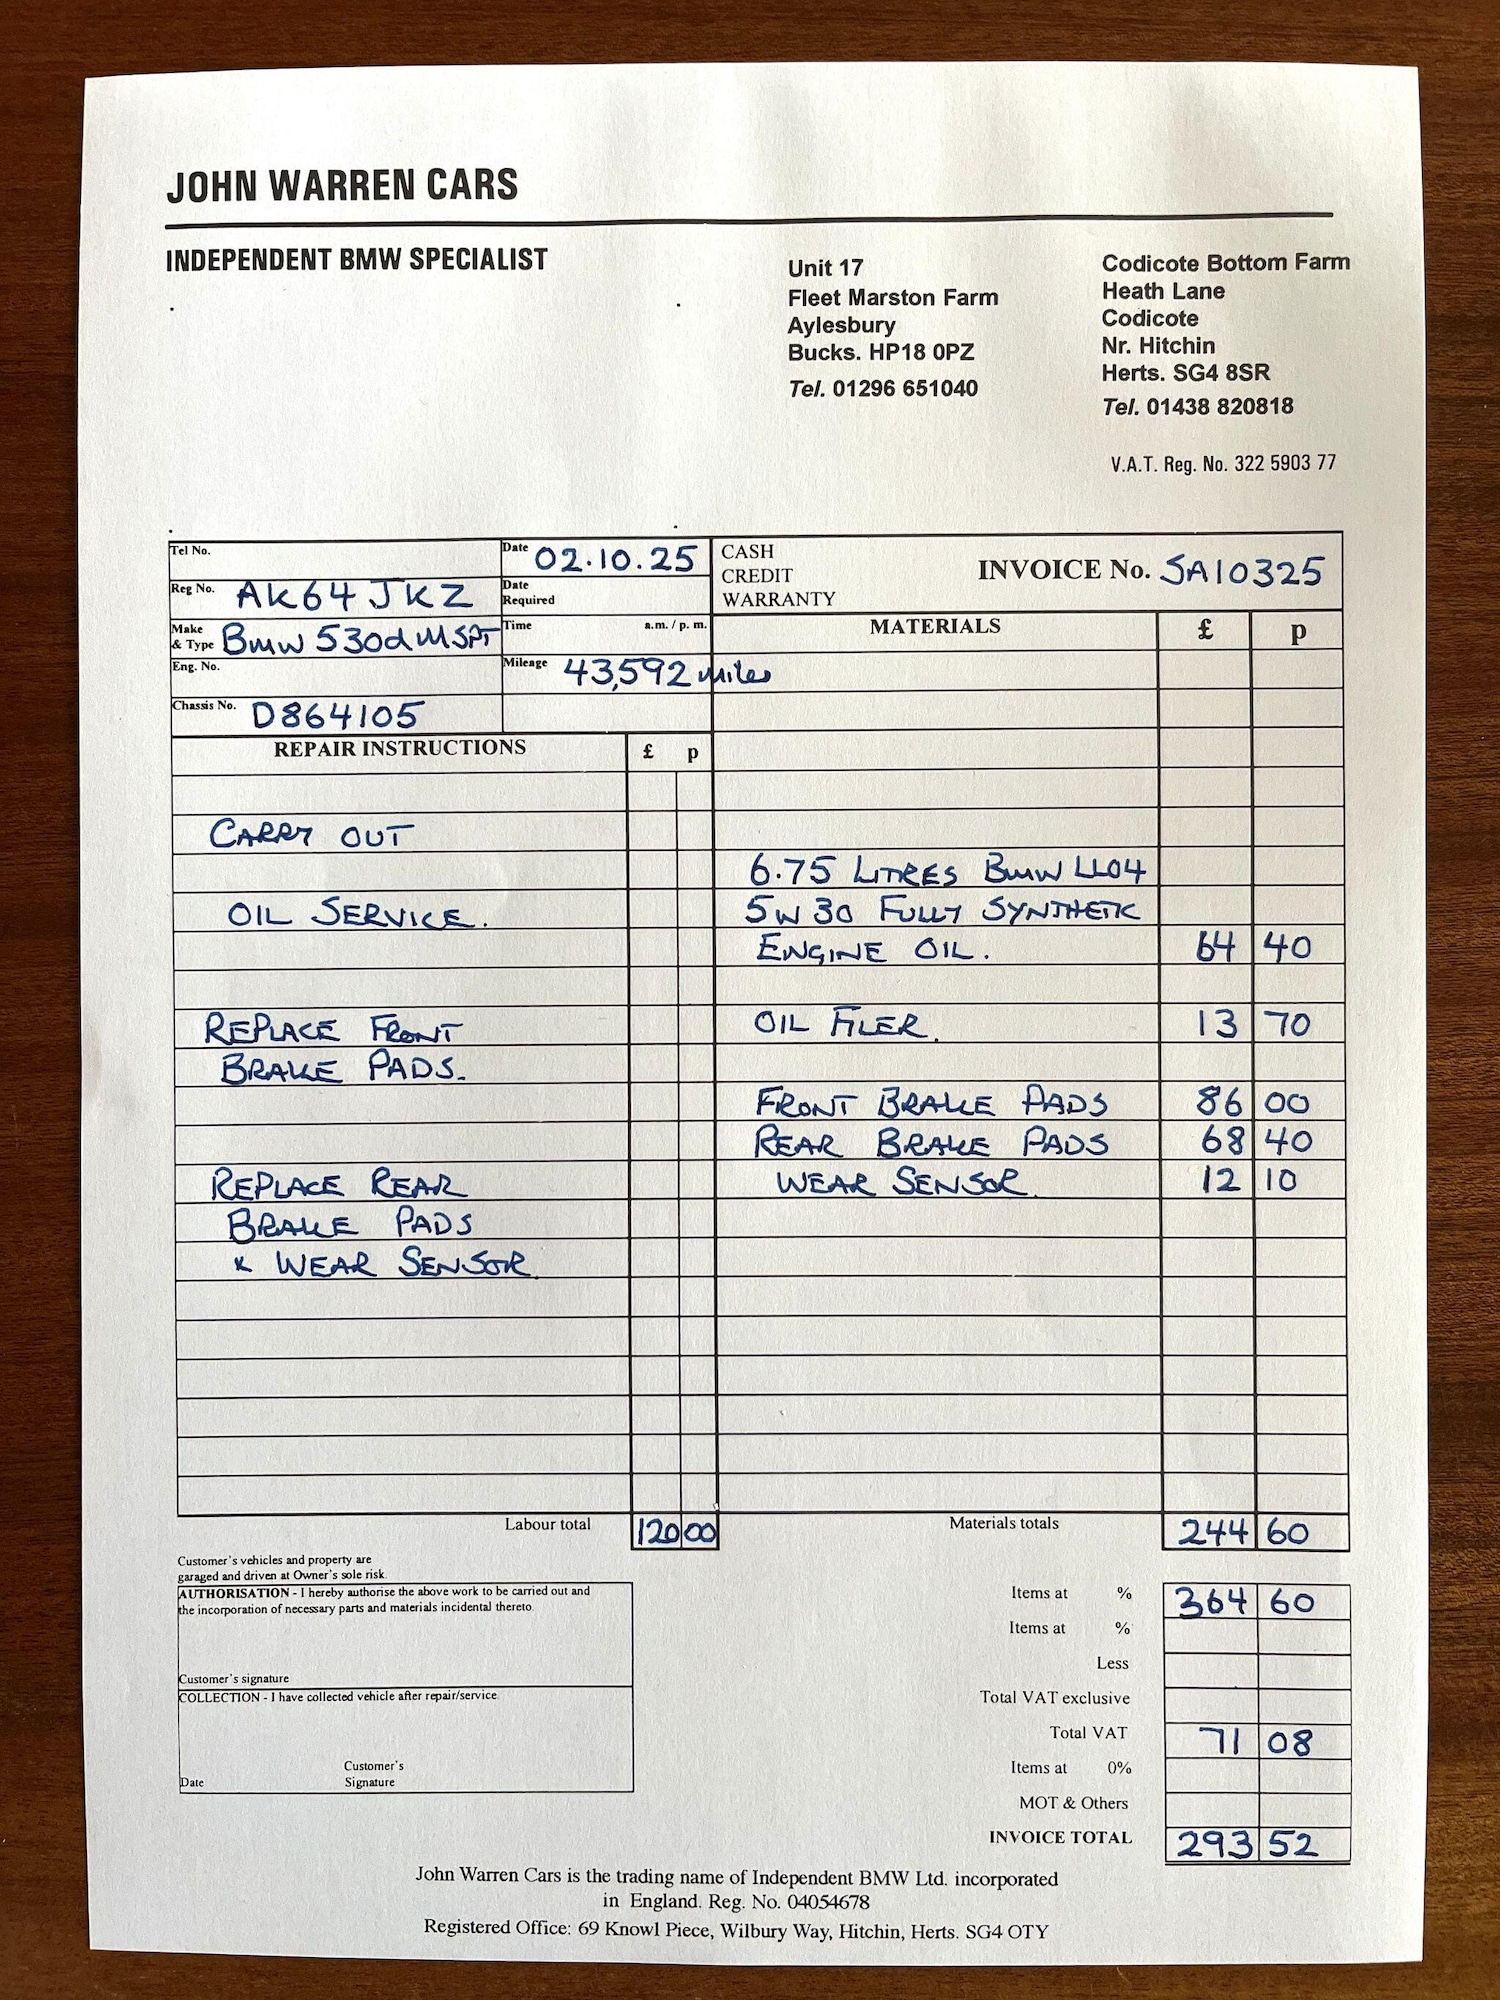 JOHN WARREN CARS
INDEPENDENT BMW SPECIALIST
Unit 17
Fleet Marston Farm
Aylesbury
Bucks. HP18 0PZ
Tel. 01296 651040
Codicote Bottom Farm
Heath Lane
Codicote
Nr. Hitchin
Herts. SG4 8SR
Tel. 01438 820818
V.A.T. Reg. No. 322 5903 77
Tel No.
Date 02.10.25
Reg No. AK64 JKZ
Date Required
Make & Type BMW 530d M SPT
Time a.m. / p. m.
Eng. No.
Mileage 43,592 miles
Chassis No. D864105
CASH
CREDIT
WARRANTY
INVOICE No. SA10325
REPAIR INSTRUCTIONS £ p
CARRY OUT
OIL SERVICE.
REPLACE FRONT
BRAKE PADS.
REPLACE REAR
BRAKE PADS
& WEAR SENSOR
Labour total 120 00
MATERIALS £ p
6.75 LITRES BMW LL04
5W30 FULLY SYNTHETIC
ENGINE OIL. 64 40
OIL FILER. 13 70
FRONT BRAKE PADS 86 00
REAR BRAKE PADS 68 40
WEAR SENSOR. 12 10
Materials totals 244 60
Customer's vehicles and property are
garaged and driven at Owner's sole risk.
AUTHORISATION - I hereby authorise the above work to be carried out and
the incorporation of necessary parts and materials incidental thereto.
Customer's signature
COLLECTION - I have collected vehicle after repair/service.
Date
Customer's
Signature
Items at % 364 60
Items at %
Less
Total VAT exclusive
Total VAT 71 08
Items at 0%
MOT & Others
INVOICE TOTAL 293 52
John Warren Cars is the trading name of Independent BMW Ltd. incorporated
in England. Reg. No. 04054678
Registered Office: 69 Knowl Piece, Wilbury Way, Hitchin, Herts. SG4 OTY